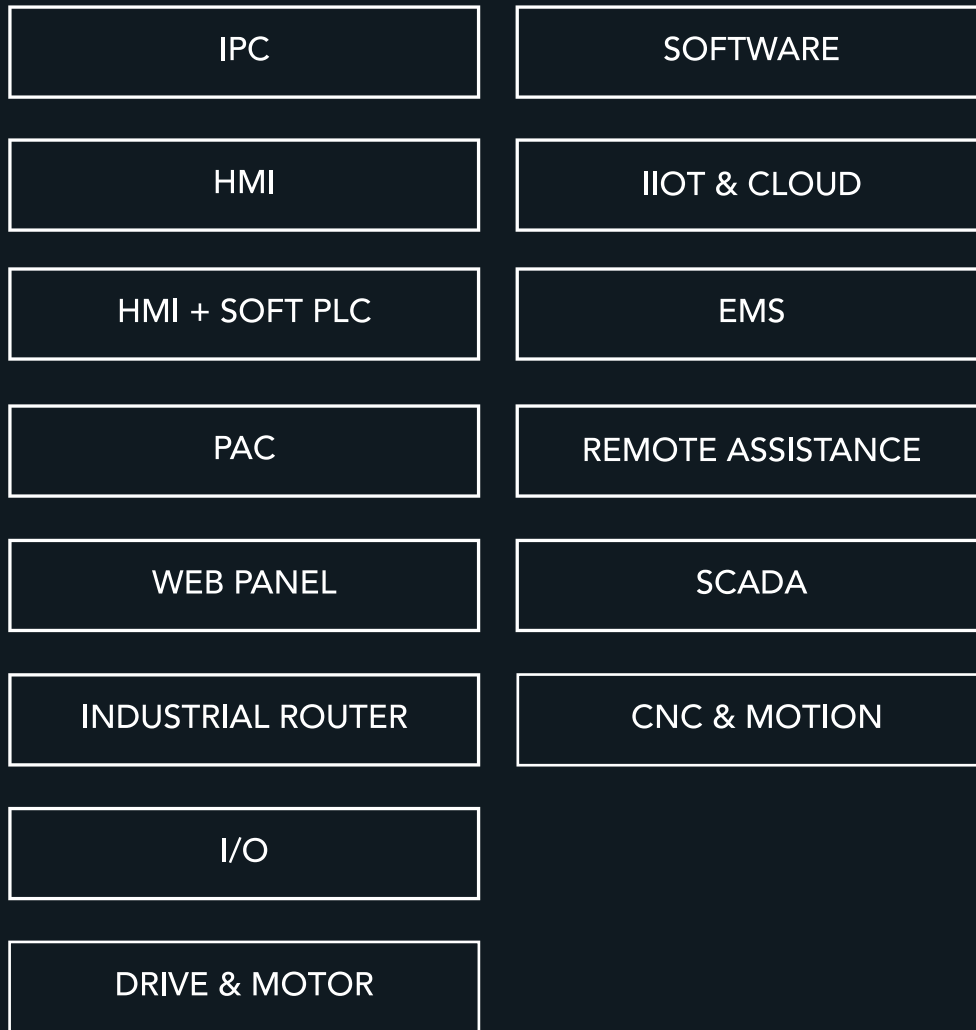 IPC
SOFTWARE
HMI
IIOT & CLOUD
HMI + SOFT PLC
EMS
PAC
REMOTE ASSISTANCE
WEB PANEL
SCADA
INDUSTRIAL ROUTER
CNC & MOTION
I/O
DRIVE & MOTOR